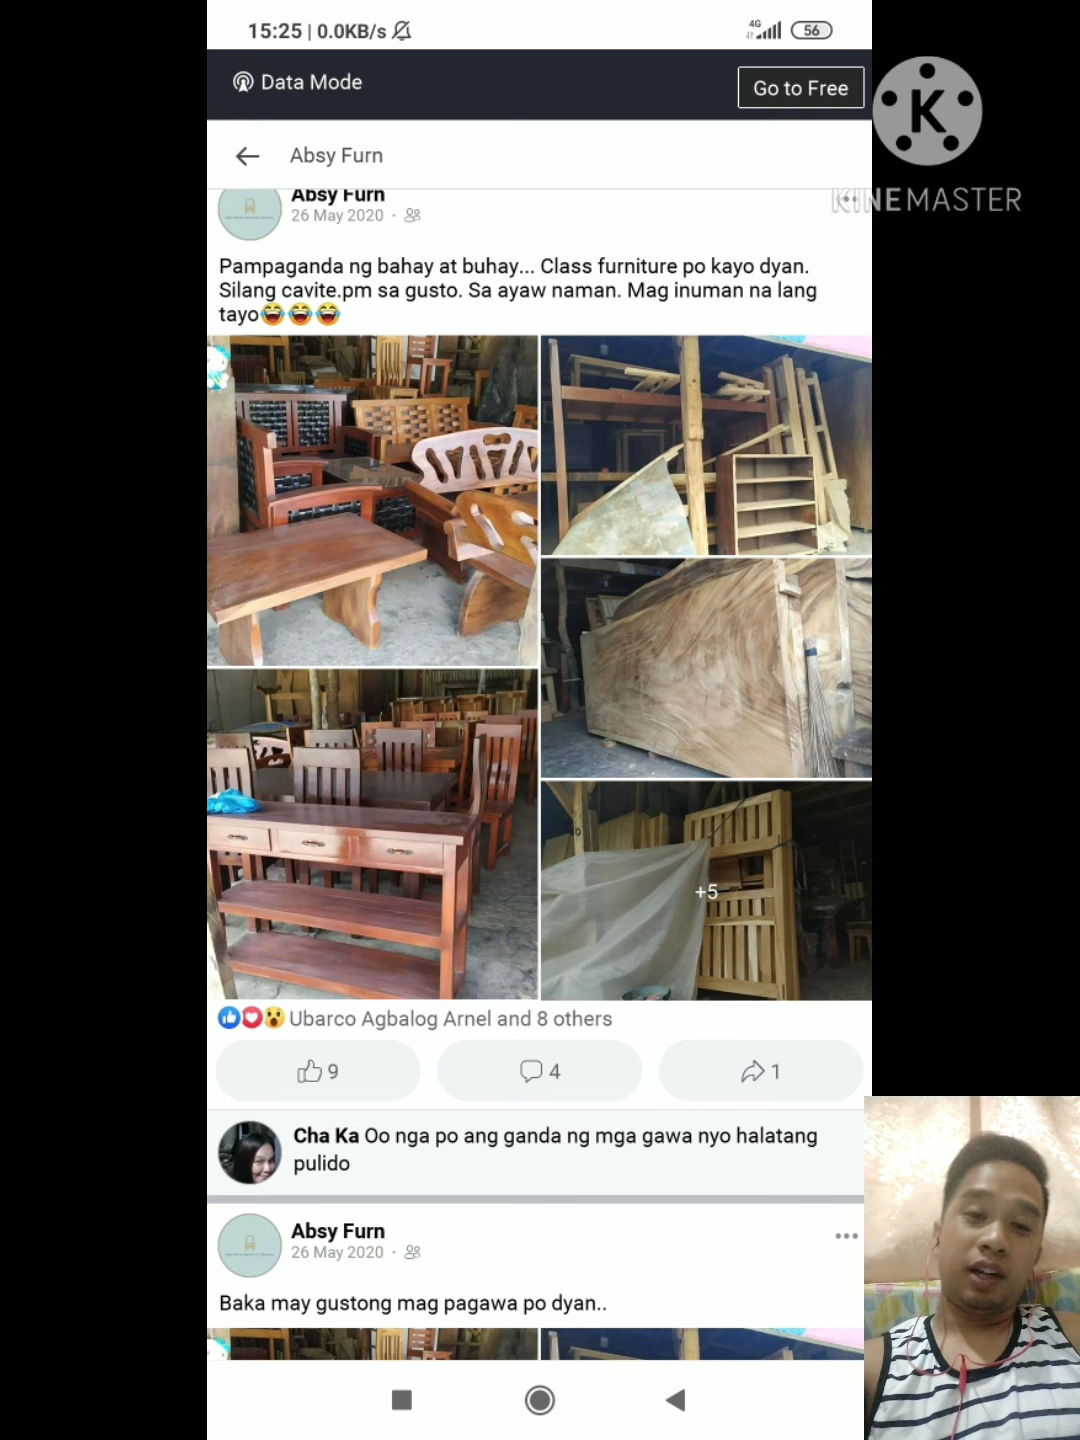 15:25 | 0.0KB/s
4G
56
Data Mode
Go to Free
K
KINEMASTER
Absy Furn
Absy Furn
26 May 2020
Pampaganda ng bahay at buhay... Class furniture po kayo dyan.
Silang cavite.pm sa gusto. Sa ayaw naman. Mag inuman na lang
tayo😂😂😂
+5
Ubarco Agbalog Arnel and 8 others
9
4
1
Cha Ka Oo nga po ang ganda ng mga gawa nyo halatang
pulido
Absy Furn
26 May 2020
Baka may gustong mag pagawa po dyan..